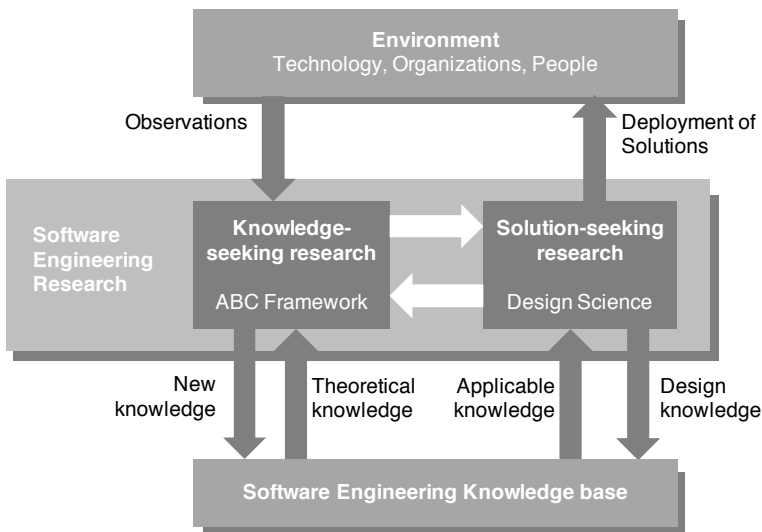 Environment
Technology, Organizations, People
Observations
Deployment of
Solutions
Software
Engineering
Research
Knowledge-
seeking research
ABC Framework
Solution-seeking
research
Design Science
New
knowledge
Theoretical
knowledge
Applicable
knowledge
Design
knowledge
Software Engineering Knowledge base